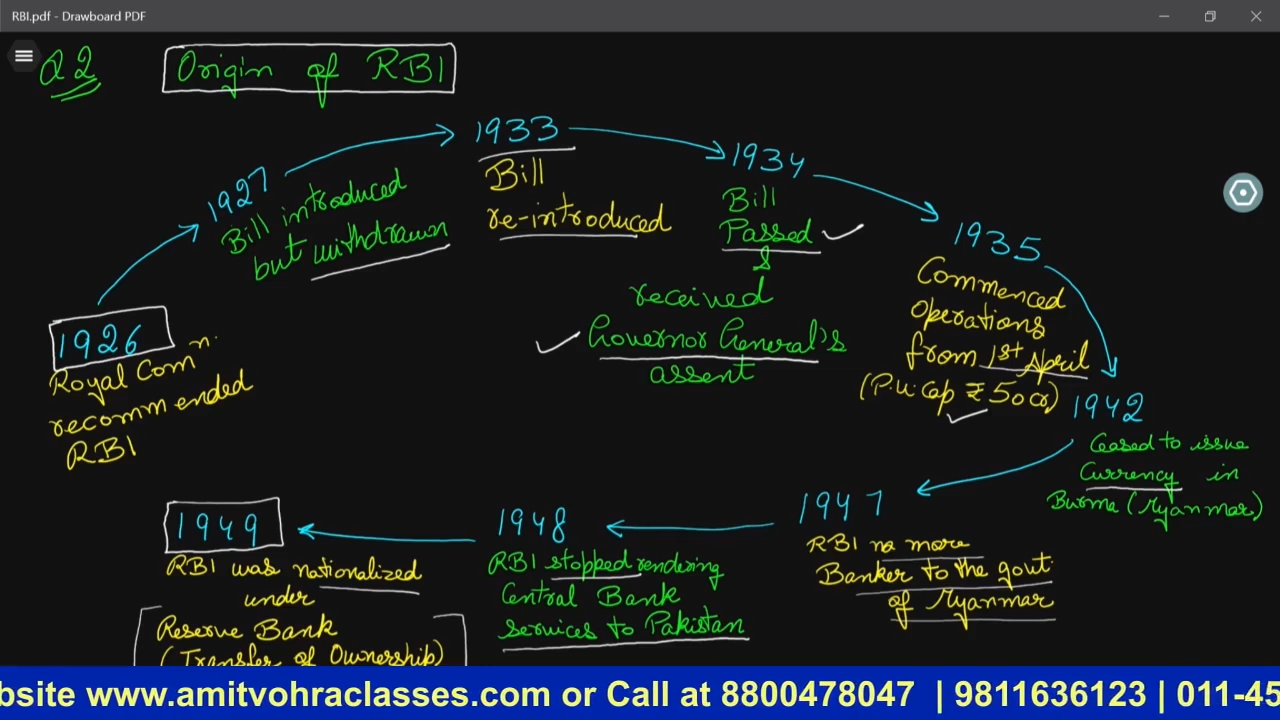 RBI.pdf - Drawboard PDF
Q2
Origin of RBI
1926
Royal Comn.
recommended
RBI
1927
Bill introduced
but withdrawn
1933
Bill
re-introduced
1934
Bill
Passed
&
received
Governor General's
assent
1935
Commenced
Operations
from 1st April
(P.u. Cap ₹ 50 cr)
1942
Ceased to issue
Currency in
Burma (Myanmar)
1947
RBI no more
Banker to the govt.
of Myanmar
1948
RBI stopped rendering
Central Bank
services to Pakistan
1949
RBI was nationalized
under
Reserve Bank
(Transfer of Ownership)
bsite www.amitvohraclasses.com or Call at 8800478047 | 9811636123 | 011-45